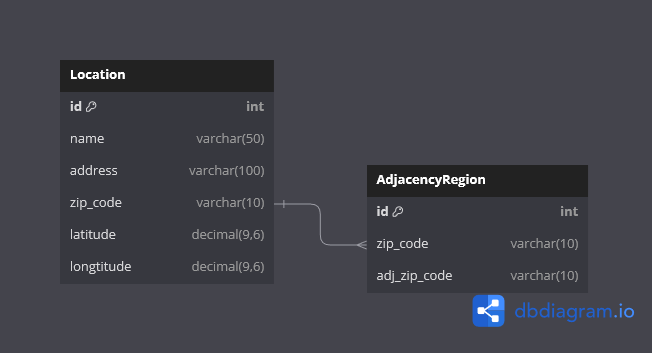 Location
id int
name varchar(50)
address varchar(100)
zip_code varchar(10)
latitude decimal(9,6)
longtitude decimal(9,6)
AdjacencyRegion
id int
zip_code varchar(10)
adj_zip_code varchar(10)
dbdiagram.io